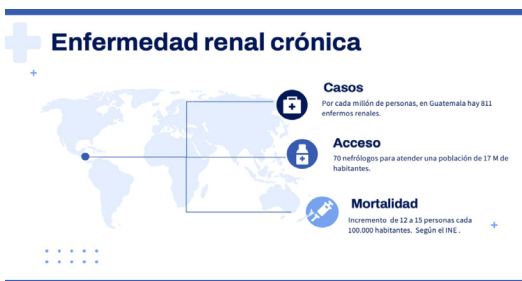 Enfermedad renal crónica
Casos
Por cada millón de personas, en Guatemala hay 811
enfermos renales.
Acceso
70 nefrólogos para atender una población de 17 M de
habitantes.
Mortalidad
Incremento de 12 a 15 personas cada
100.000 habitantes. Según el INE .